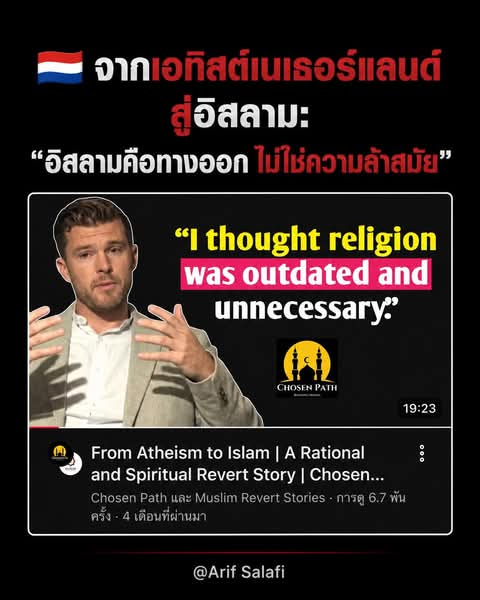 จากเอทิสต์เนเธอร์แลนด์
สู่อิสลาม:
“อิสลามคือทางออก ไม่ใช่ความล้าสมัย”
“I thought religion
was outdated and
unnecessary.”
CHOSEN PATH
19:23
From Atheism to Islam | A Rational
and Spiritual Revert Story | Chosen...
Chosen Path และ Muslim Revert Stories · การดู 6.7 พัน
ครั้ง · 4 เดือนที่ผ่านมา
@Arif Salafi